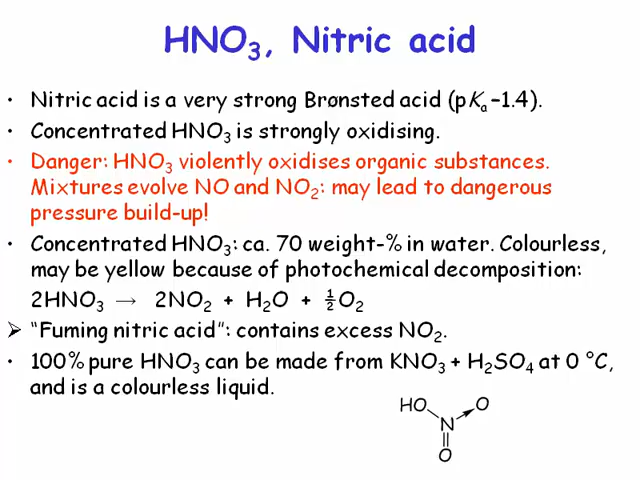 HNO₃, Nitric acid
• Nitric acid is a very strong Brønsted acid (pKₐ –1.4).
• Concentrated HNO₃ is strongly oxidising.
• Danger: HNO₃ violently oxidises organic substances.
Mixtures evolve NO and NO₂: may lead to dangerous
pressure build-up!
• Concentrated HNO₃: ca. 70 weight-% in water. Colourless,
may be yellow because of photochemical decomposition:
2HNO₃ → 2NO₂ + H₂O + ½O₂
➢ “Fuming nitric acid”: contains excess NO₂.
• 100% pure HNO₃ can be made from KNO₃ + H₂SO₄ at 0 °C,
and is a colourless liquid.
HO O
N
O